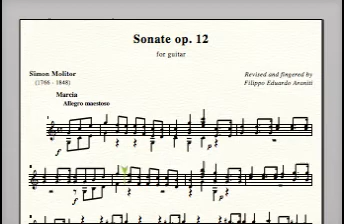 Sonate op. 12
for guitar
Simon Molitor
(1766 - 1848)
Revised and fingered by
Filippo Eduardo Araniti
Marcia
Allegro maestoso
f
p
f
p